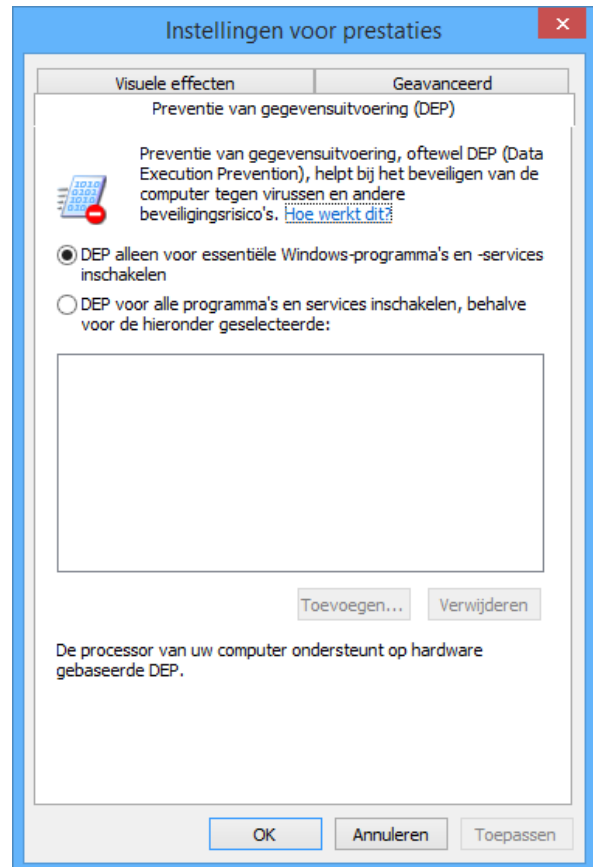 Instellingen voor prestaties
Visuele effecten
Geavanceerd
Preventie van gegevensuitvoering (DEP)
Preventie van gegevensuitvoering, oftewel DEP (Data
Execution Prevention), helpt bij het beveiligen van de
computer tegen virussen en andere
beveiligingsrisico's. Hoe werkt dit?
DEP alleen voor essentiële Windows-programma's en -services
inschakelen
DEP voor alle programma's en services inschakelen, behalve
voor de hieronder geselecteerde:
Toevoegen...
Verwijderen
De processor van uw computer ondersteunt op hardware
gebaseerde DEP.
OK
Annuleren
Toepassen